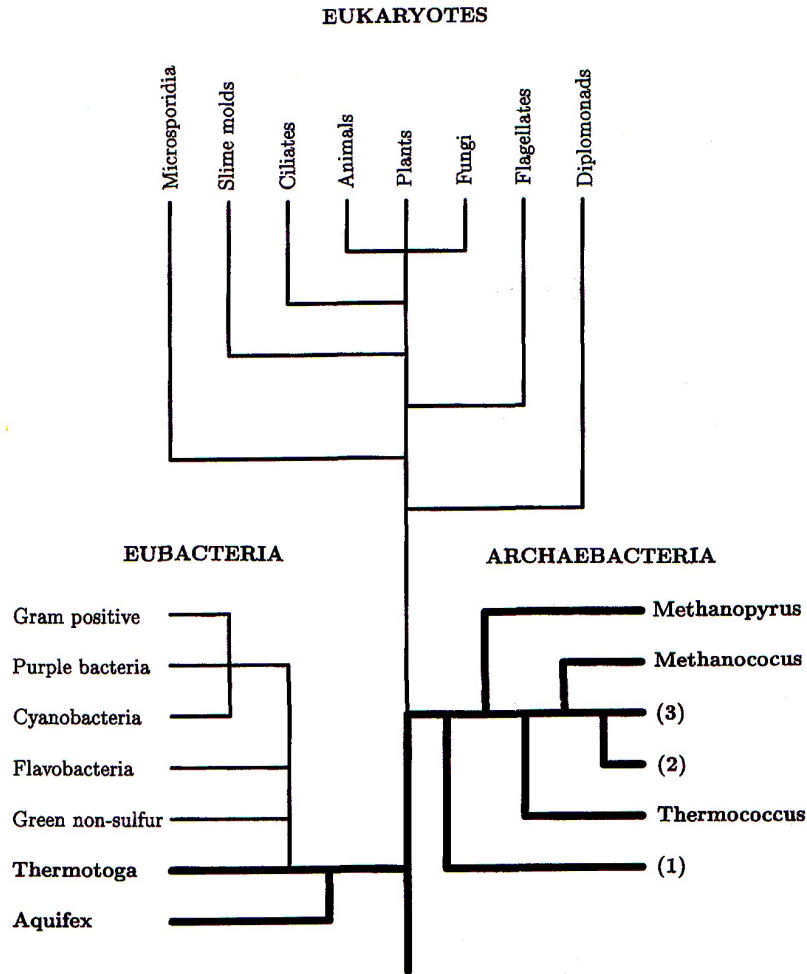 EUKARYOTES
Microsporidia
Slime molds
Ciliates
Animals
Plants
Fungi
Flagellates
Diplomonads
EUBACTERIA
Gram positive
Purple bacteria
Cyanobacteria
Flavobacteria
Green non-sulfur
Thermotoga
Aquifex
ARCHAEBACTERIA
Methanopyrus
Methanococus
(3)
(2)
Thermococcus
(1)